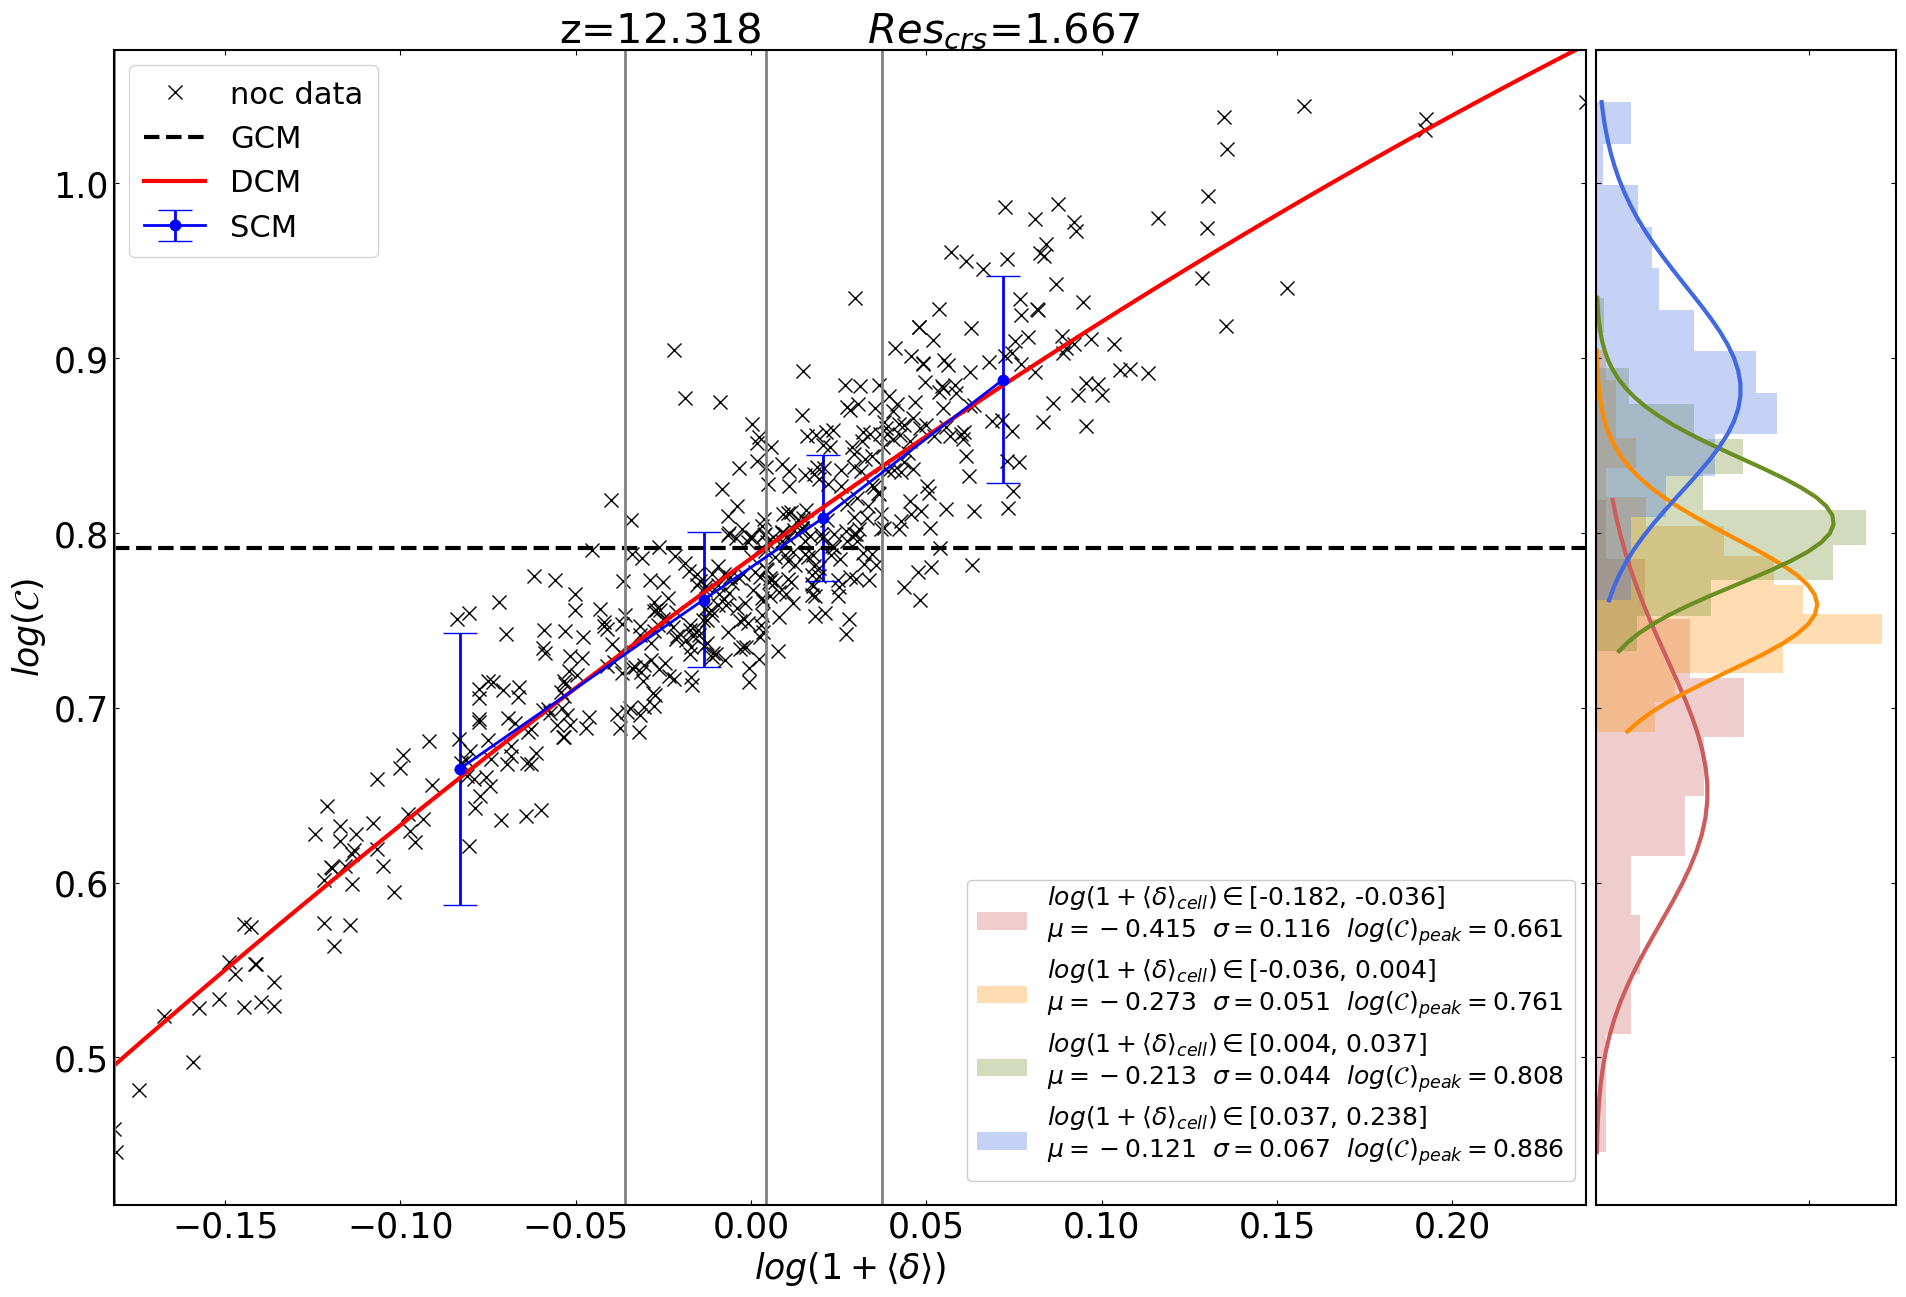 z=12.318 Res_crs=1.667
noc data
GCM
DCM
SCM
1.0
0.9
0.8
0.7
0.6
0.5
log(𝒞)
log(1 + ⟨δ⟩_cell) ∈ [-0.182, -0.036]
μ = −0.415 σ = 0.116 log(𝒞)_peak = 0.661
log(1 + ⟨δ⟩_cell) ∈ [-0.036, 0.004]
μ = −0.273 σ = 0.051 log(𝒞)_peak = 0.761
log(1 + ⟨δ⟩_cell) ∈ [0.004, 0.037]
μ = −0.213 σ = 0.044 log(𝒞)_peak = 0.808
log(1 + ⟨δ⟩_cell) ∈ [0.037, 0.238]
μ = −0.121 σ = 0.067 log(𝒞)_peak = 0.886
−0.15 −0.10 −0.05 0.00 0.05 0.10 0.15 0.20
log(1 + ⟨δ⟩)